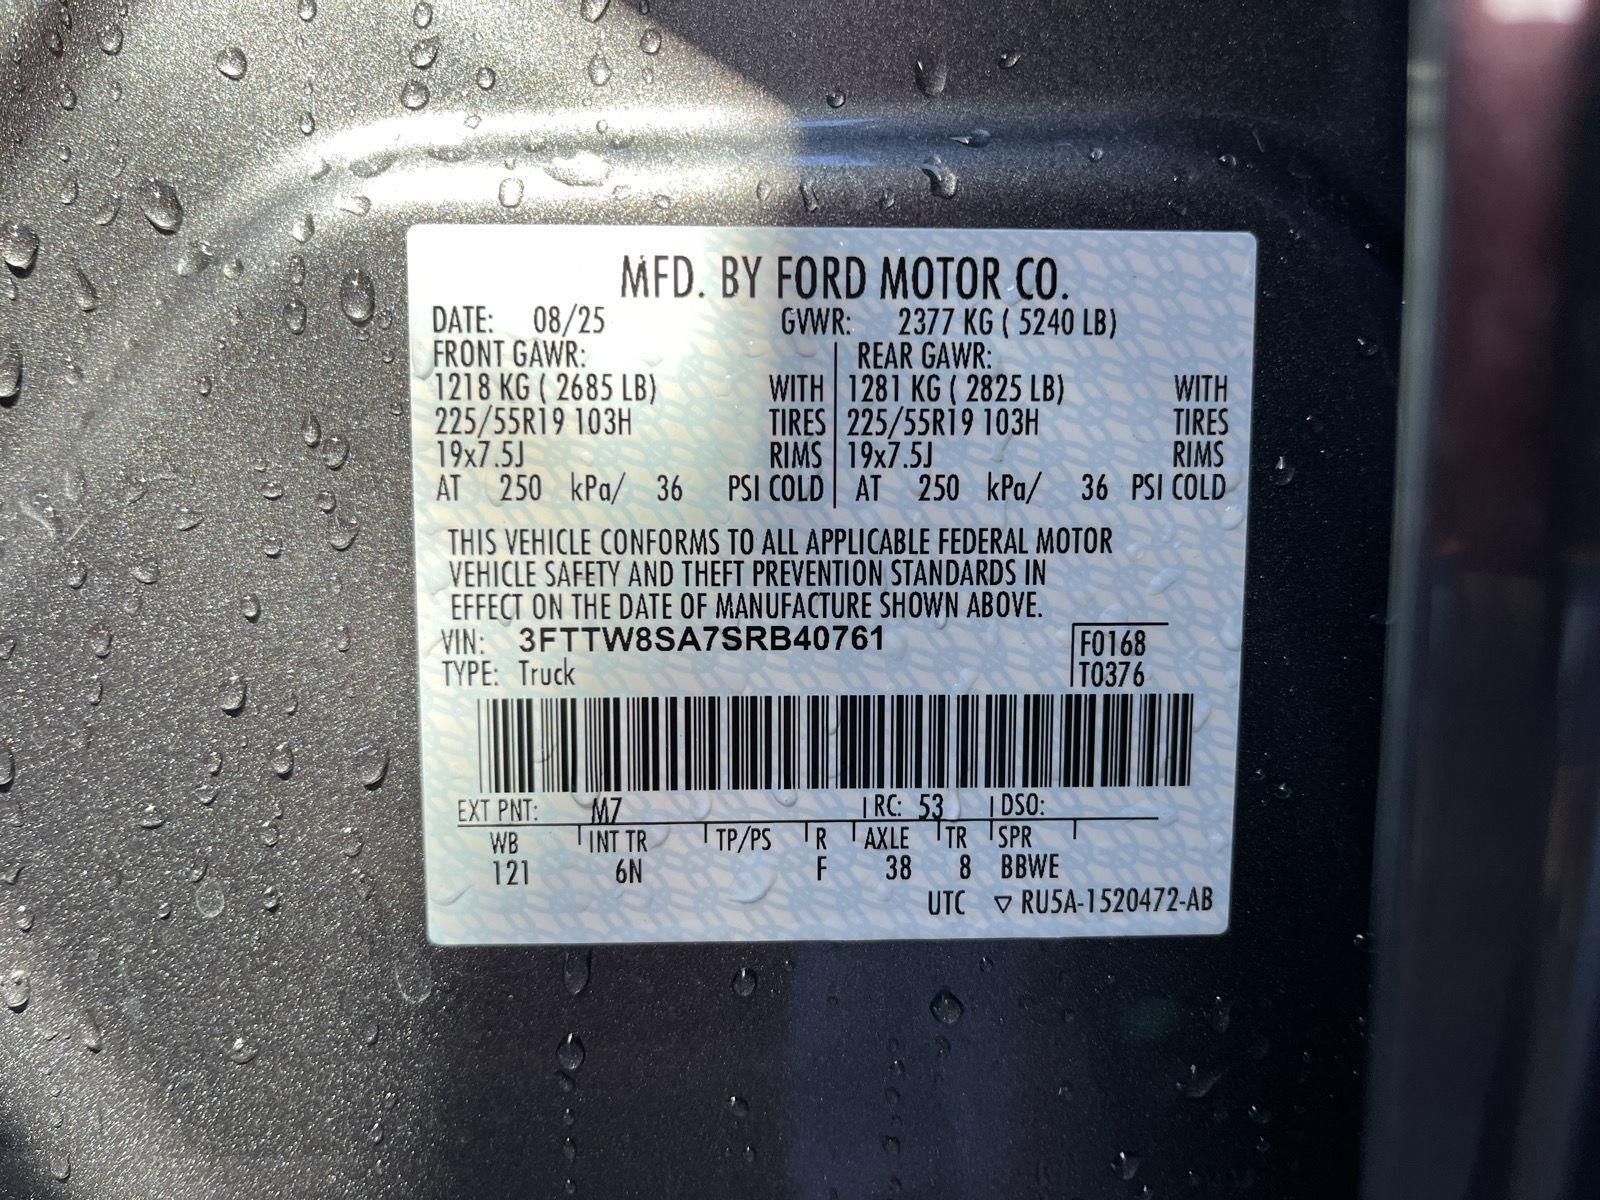 MFD. BY FORD MOTOR CO.
DATE: 08/25 GVWR: 2377 KG ( 5240 LB)
FRONT GAWR: REAR GAWR:
1218 KG ( 2685 LB) WITH 1281 KG ( 2825 LB) WITH
225/55R19 103H TIRES 225/55R19 103H TIRES
19x7.5J RIMS 19x7.5J RIMS
AT 250 kPa/ 36 PSI COLD AT 250 kPa/ 36 PSI COLD
THIS VEHICLE CONFORMS TO ALL APPLICABLE FEDERAL MOTOR
VEHICLE SAFETY AND THEFT PREVENTION STANDARDS IN
EFFECT ON THE DATE OF MANUFACTURE SHOWN ABOVE.
VIN: 3FTTW8SA7SRB40761 F0168
TYPE: Truck T0376
EXT PNT: M7 RC: 53 DSO:
WB INT TR TP/PS R AXLE TR SPR
121 6N F 38 8 BBWE
UTC ▽ RU5A-1520472-AB